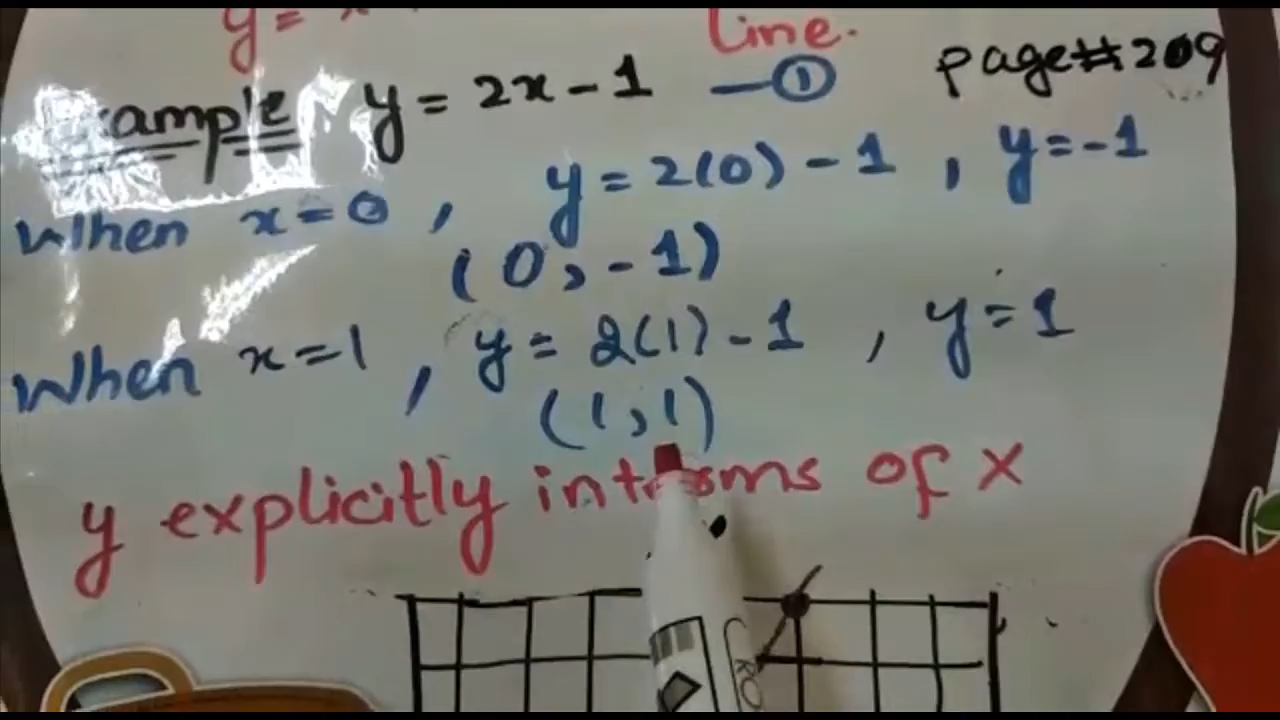 y =
line.
Example y = 2x - 1 —① page#209
When x = 0 , y = 2(0) - 1 , y = -1
(0, -1)
When x = 1 , y = 2(1) - 1 , y = 1
(1, 1)
y explicitly in terms of x